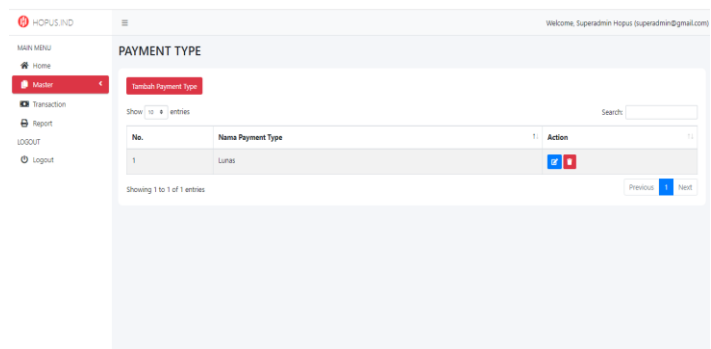 HOPUS.IND
Welcome, Superadmin Hopus (superadmin@gmail.com)
MAIN MENU
Home
Master
Transaction
Report
LOGOUT
Logout
PAYMENT TYPE
Tambah Payment Type
Show 10 entries
Search:
No. Nama Payment Type Action
1 Lunas
Showing 1 to 1 of 1 entries
Previous 1 Next